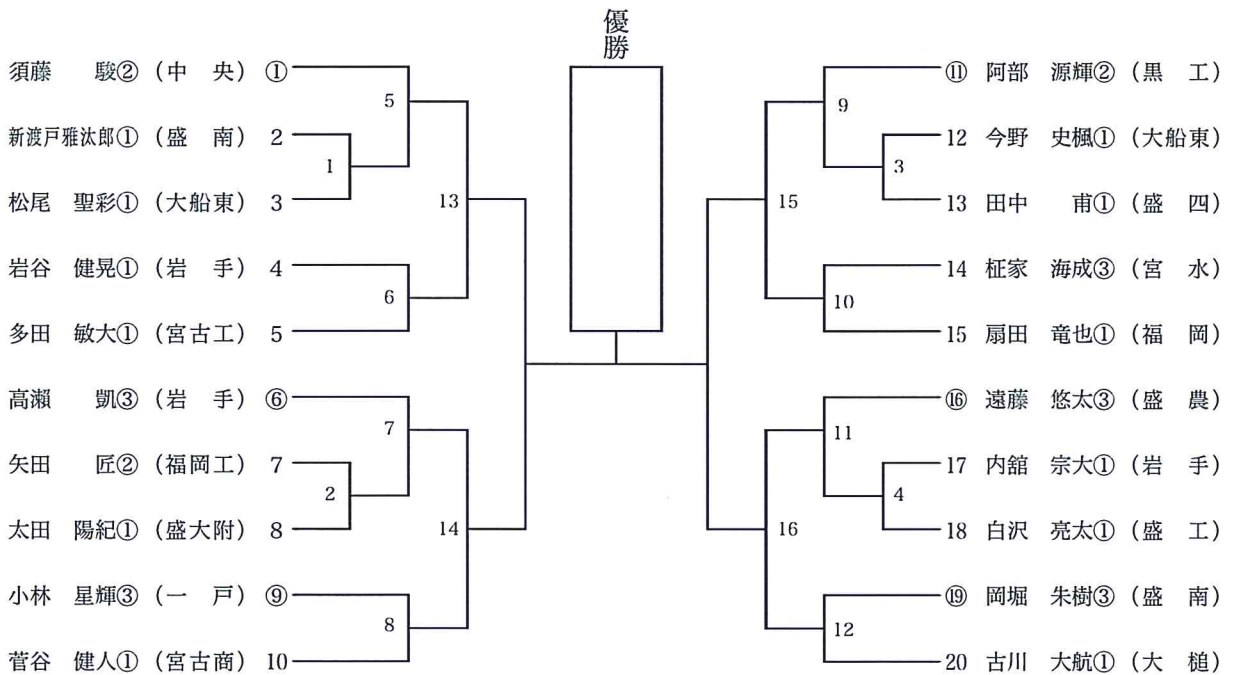 優勝
須藤 駿② (中 央) ①
新渡戸雅汰郎① (盛 南) 2
松尾 聖彩① (大船東) 3
岩谷 健晃① (岩 手) 4
多田 敏大① (宮古工) 5
高瀬 凱③ (岩 手) ⑥
矢田 匠② (福岡工) 7
太田 陽紀① (盛大附) 8
小林 星輝③ (一 戸) ⑨
菅谷 健人① (宮古商) 10
5
1
13
6
7
2
14
8
⑪ 阿部 源輝② (黒 工)
12 今野 史楓① (大船東)
13 田中 甫① (盛 四)
14 柾家 海成③ (宮 水)
15 扇田 竜也① (福 岡)
⑯ 遠藤 悠太③ (盛 農)
17 内舘 宗大① (岩 手)
18 白沢 亮太① (盛 工)
⑲ 岡堀 朱樹③ (盛 南)
20 古川 大航① (大 槌)
9
3
15
10
11
4
16
12